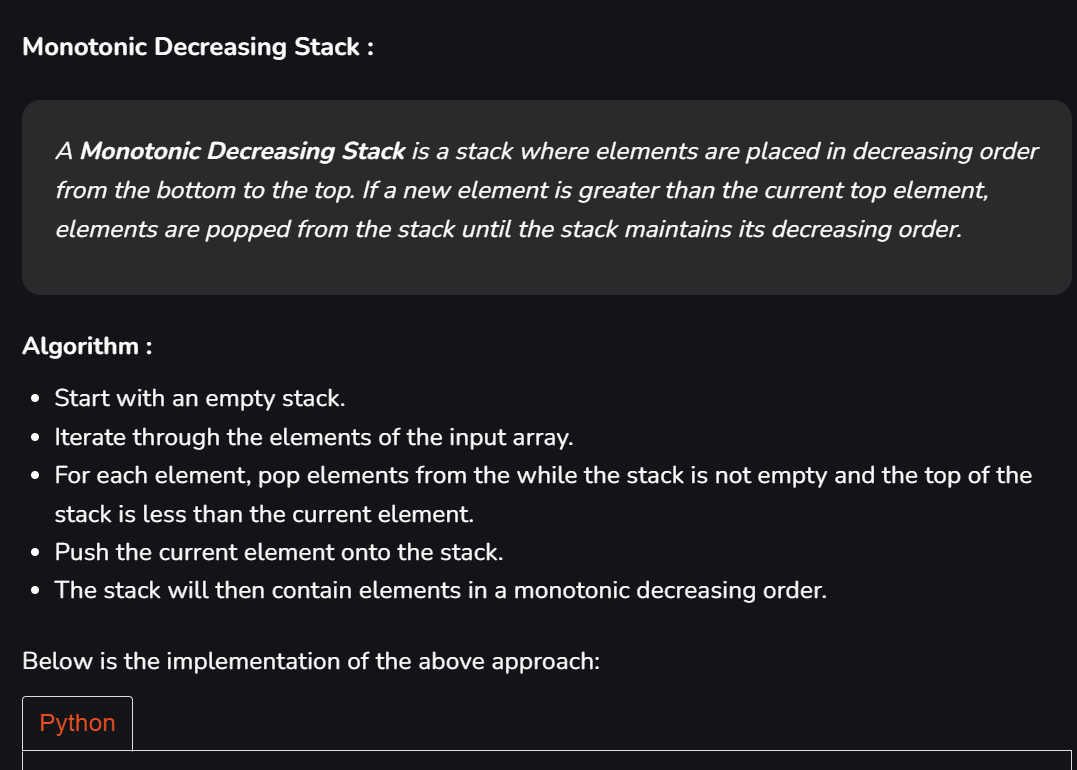 Monotonic Decreasing Stack :
A Monotonic Decreasing Stack is a stack where elements are placed in decreasing order
from the bottom to the top. If a new element is greater than the current top element,
elements are popped from the stack until the stack maintains its decreasing order.
Algorithm :
• Start with an empty stack.
• Iterate through the elements of the input array.
• For each element, pop elements from the while the stack is not empty and the top of the
stack is less than the current element.
• Push the current element onto the stack.
• The stack will then contain elements in a monotonic decreasing order.
Below is the implementation of the above approach:
Python